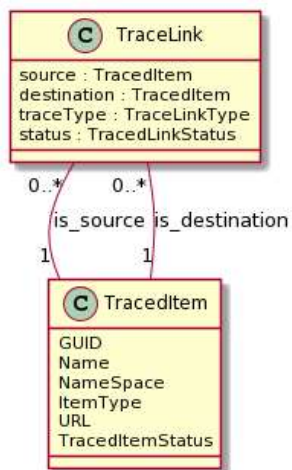 C TraceLink
source : TracedItem
destination : TracedItem
traceType : TraceLinkType
status : TracedLinkStatus
0..* 0..*
is_source is_destination
1 1
C TracedItem
GUID
Name
NameSpace
ItemType
URL
TracedItemStatus